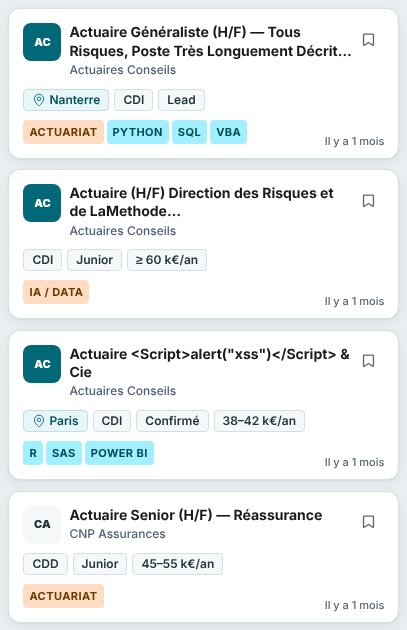 AC
Actuaire Généraliste (H/F) — Tous
Risques, Poste Très Longuement Décrit...
Actuaires Conseils
Nanterre CDI Lead
ACTUARIAT PYTHON SQL VBA
Il y a 1 mois
AC
Actuaire (H/F) Direction des Risques et
de LaMethode...
Actuaires Conseils
CDI Junior ≥ 60 k€/an
IA / DATA
Il y a 1 mois
AC
Actuaire <Script>alert("xss")</Script> &
Cie
Actuaires Conseils
Paris CDI Confirmé 38–42 k€/an
R SAS POWER BI
Il y a 1 mois
CA
Actuaire Senior (H/F) — Réassurance
CNP Assurances
CDD Junior 45–55 k€/an
ACTUARIAT
Il y a 1 mois